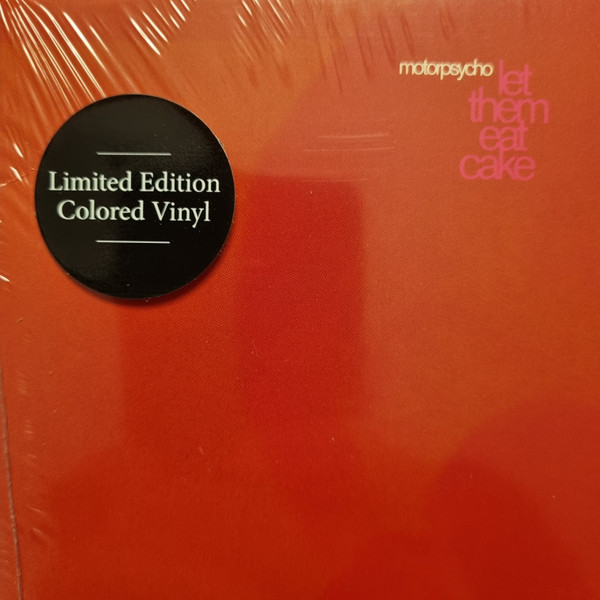 motorpsycho
let
them
eat
cake
Limited Edition
Colored Vinyl